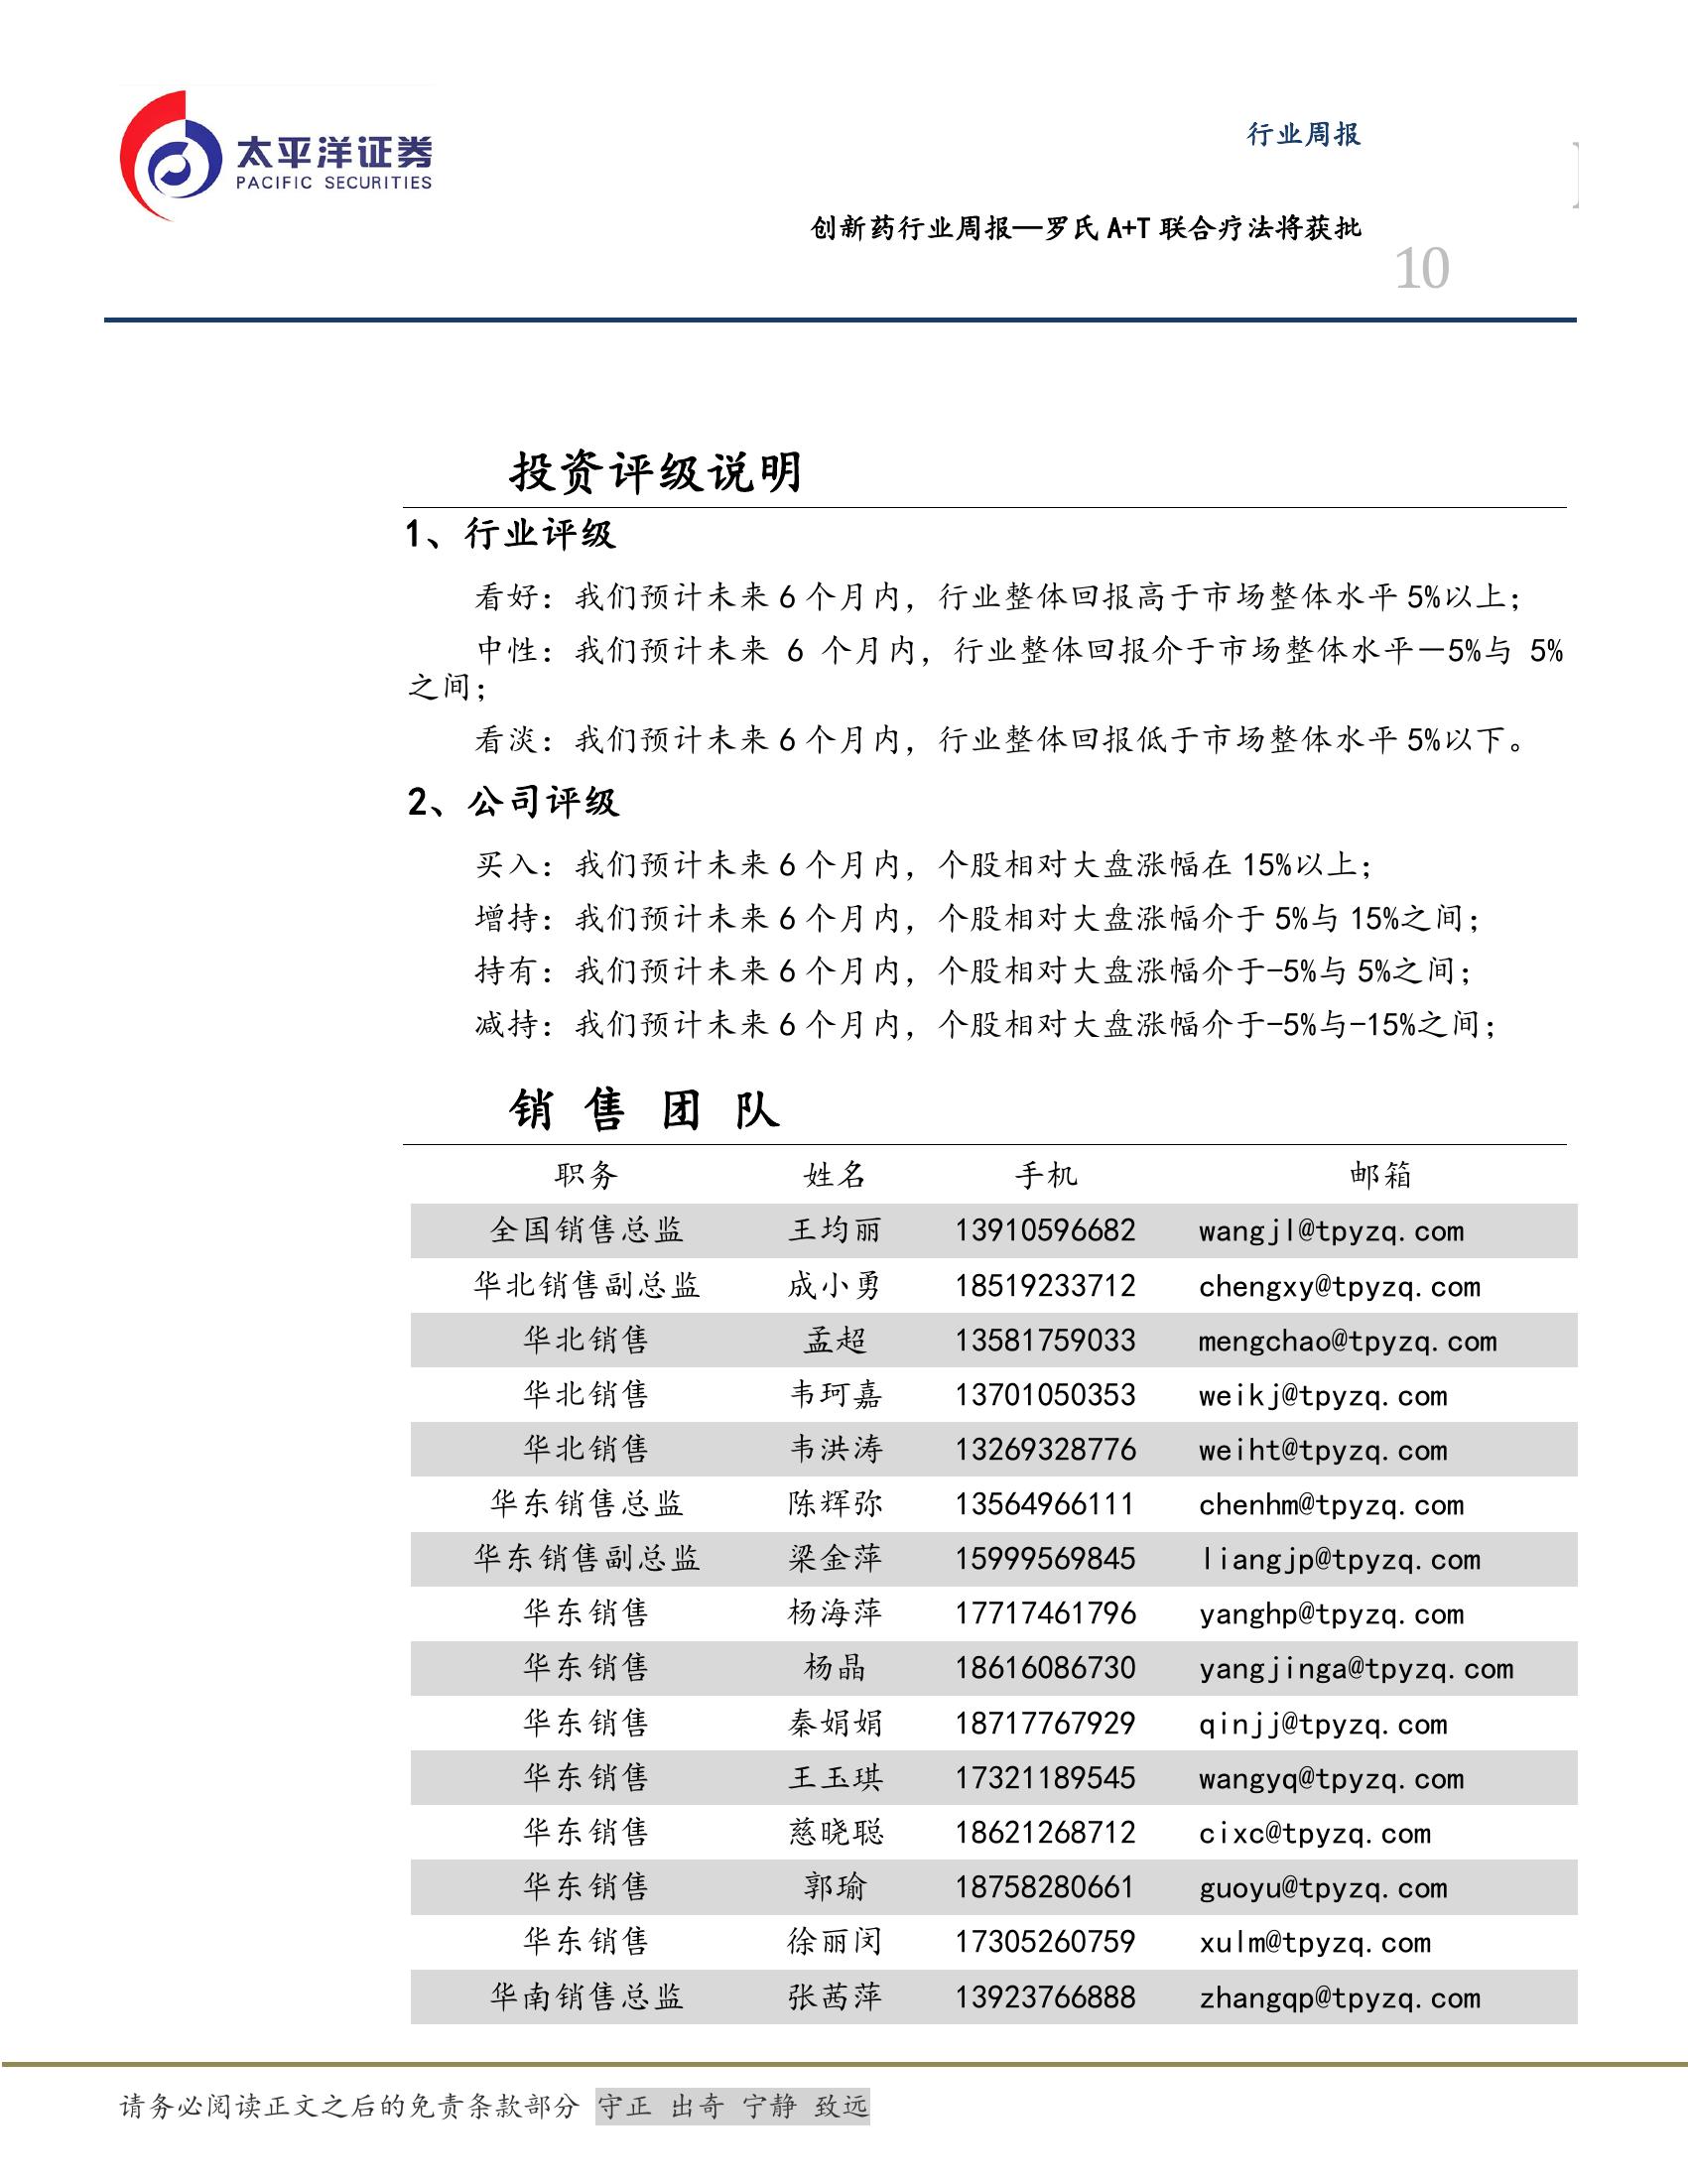 太平洋证券
PACIFIC SECURITIES
行业周报
创新药行业周报—罗氏 A+T 联合疗法将获批
10
投资评级说明
1、行业评级
看好：我们预计未来 6 个月内，行业整体回报高于市场整体水平 5%以上；
中性：我们预计未来 6 个月内，行业整体回报介于市场整体水平－5%与 5%
之间；
看淡：我们预计未来 6 个月内，行业整体回报低于市场整体水平 5%以下。
2、公司评级
买入：我们预计未来 6 个月内，个股相对大盘涨幅在 15%以上；
增持：我们预计未来 6 个月内，个股相对大盘涨幅介于 5%与 15%之间；
持有：我们预计未来 6 个月内，个股相对大盘涨幅介于-5%与 5%之间；
减持：我们预计未来 6 个月内，个股相对大盘涨幅介于-5%与-15%之间；
销 售 团 队
职务 姓名 手机 邮箱
全国销售总监 王均丽 13910596682 wangjl@tpyzq.com
华北销售副总监 成小勇 18519233712 chengxy@tpyzq.com
华北销售 孟超 13581759033 mengchao@tpyzq.com
华北销售 韦珂嘉 13701050353 weikj@tpyzq.com
华北销售 韦洪涛 13269328776 weiht@tpyzq.com
华东销售总监 陈辉弥 13564966111 chenhm@tpyzq.com
华东销售副总监 梁金萍 15999569845 liangjp@tpyzq.com
华东销售 杨海萍 17717461796 yanghp@tpyzq.com
华东销售 杨晶 18616086730 yangjinga@tpyzq.com
华东销售 秦娟娟 18717767929 qinjj@tpyzq.com
华东销售 王玉琪 17321189545 wangyq@tpyzq.com
华东销售 慈晓聪 18621268712 cixc@tpyzq.com
华东销售 郭瑜 18758280661 guoyu@tpyzq.com
华东销售 徐丽闵 17305260759 xulm@tpyzq.com
华南销售总监 张茜萍 13923766888 zhangqp@tpyzq.com
请务必阅读正文之后的免责条款部分 守正 出奇 宁静 致远